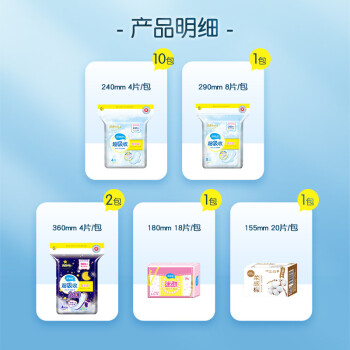 - 产品明细 -
10包
1包
240mm 4片/包
290mm 8片/包
超吸收
超吸收
2包
1包
1包
360mm 4片/包
180mm 18片/包
155mm 20片/包
超吸收
迷你